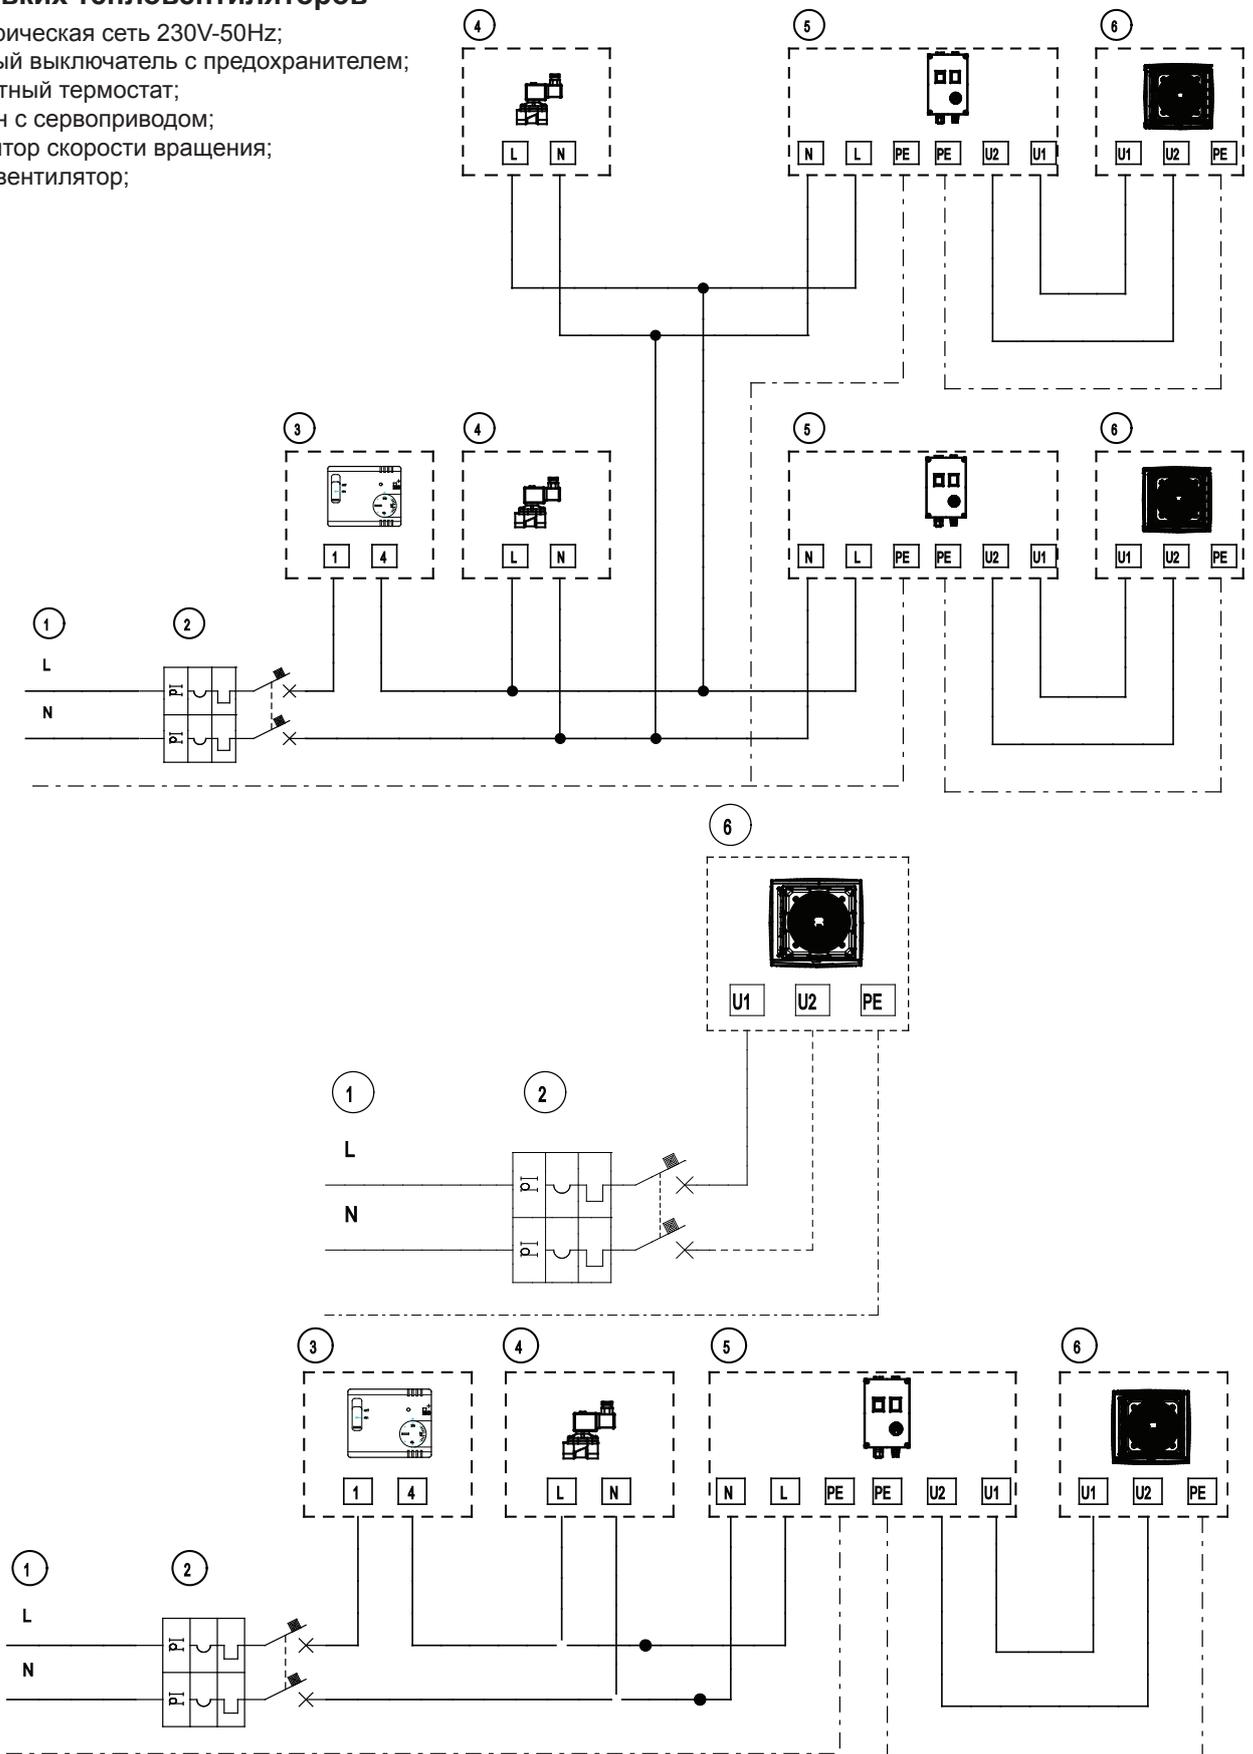 ьких тепловентиляторов
рическая сеть 230V-50Hz;
ый выключатель с предохранителем;
тный термостат;
н с сервоприводом;
тор скорости вращения;
вентилятор;
4 5 6
L N N L PE PE U2 U1 U1 U2 PE
3 4 5 6
1 4 L N N L PE PE U2 U1 U1 U2 PE
1 2
L
N
6
U1 U2 PE
1 2
L
N
3 4 5 6
1 4 L N N L PE PE U2 U1 U1 U2 PE
1 2
L
N